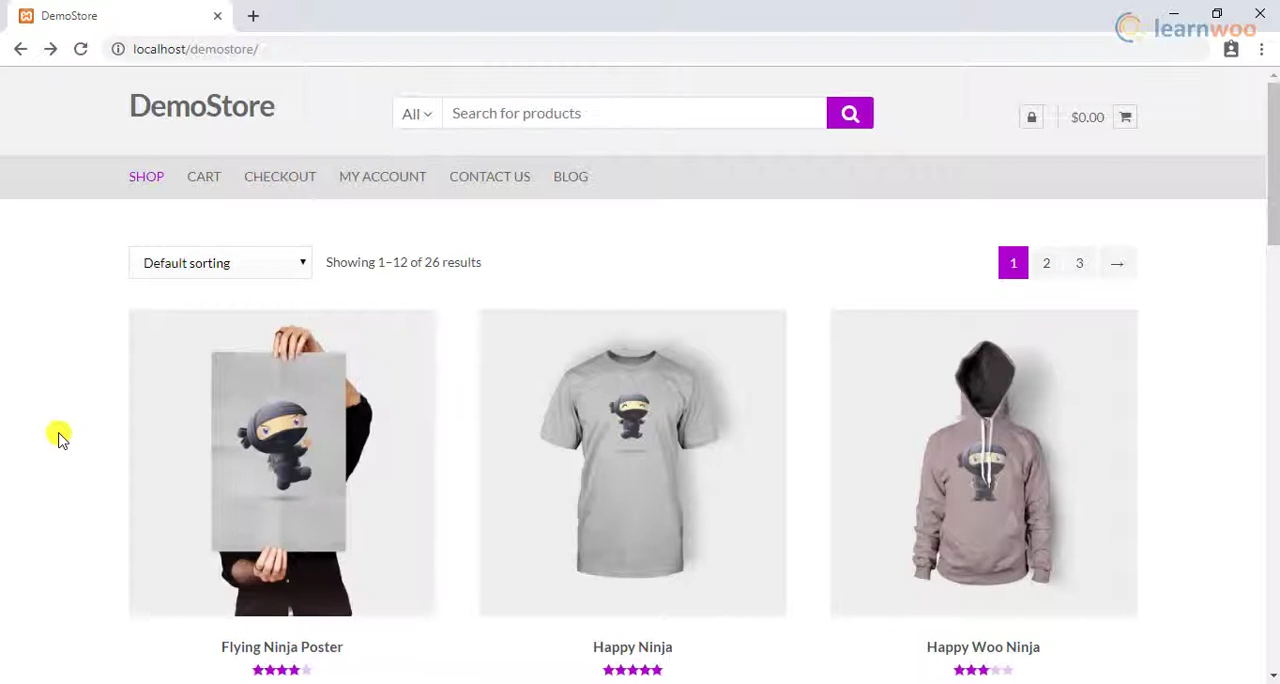 DemoStore
learnwoo
localhost/demostore/
DemoStore
All
Search for products
$0.00
SHOP
CART
CHECKOUT
MY ACCOUNT
CONTACT US
BLOG
Default sorting
Showing 1–12 of 26 results
1
2
3
→
Flying Ninja Poster
Happy Ninja
Happy Woo Ninja